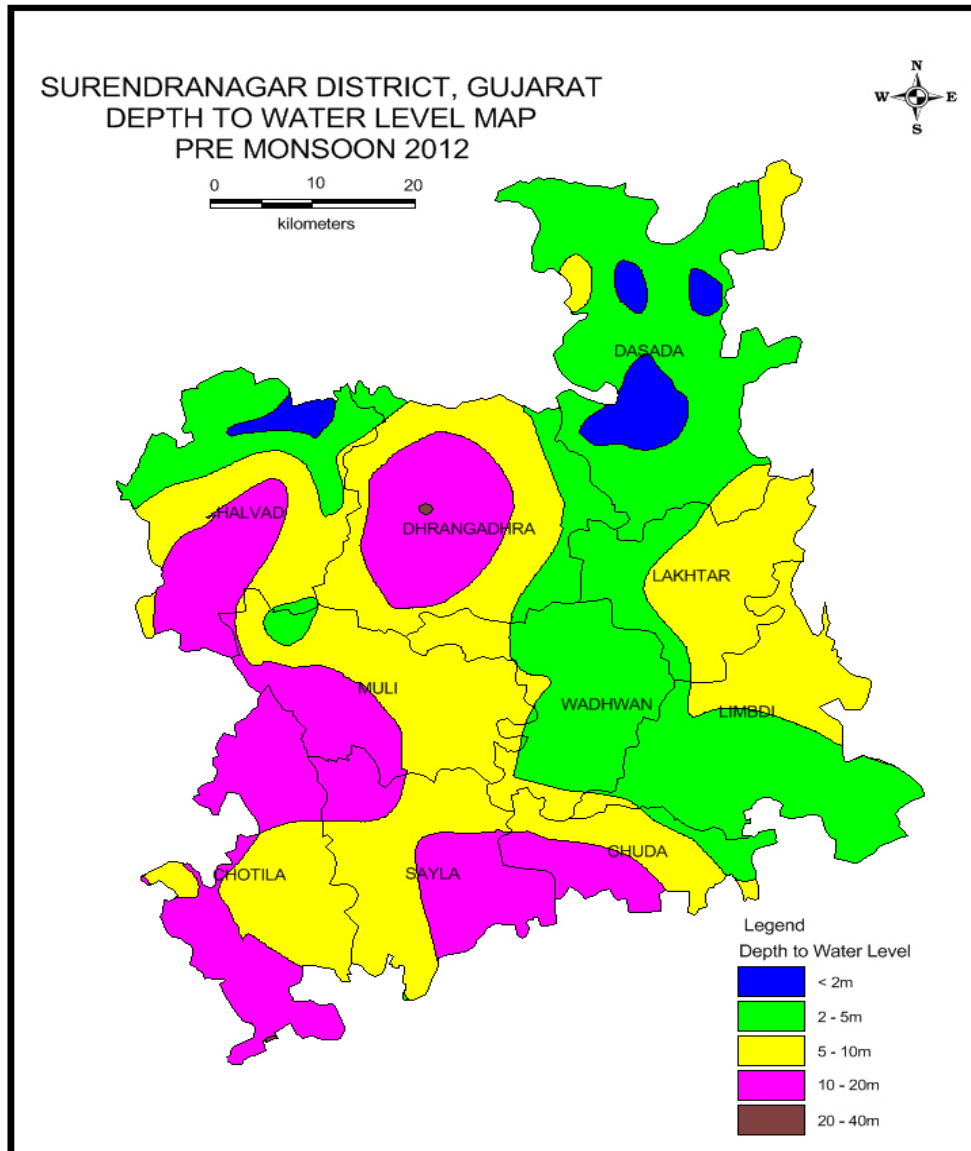 SURENDRANAGAR DISTRICT, GUJARAT
DEPTH TO WATER LEVEL MAP
PRE MONSOON 2012
N
W E
S
0 10 20
kilometers
DASADA
HALVAD
DHRANGADHRA
LAKHTAR
MULI
WADHWAN
LIMBDI
CHUDA
CHOTILA
SAYLA
Legend
Depth to Water Level
< 2m
2 - 5m
5 - 10m
10 - 20m
20 - 40m